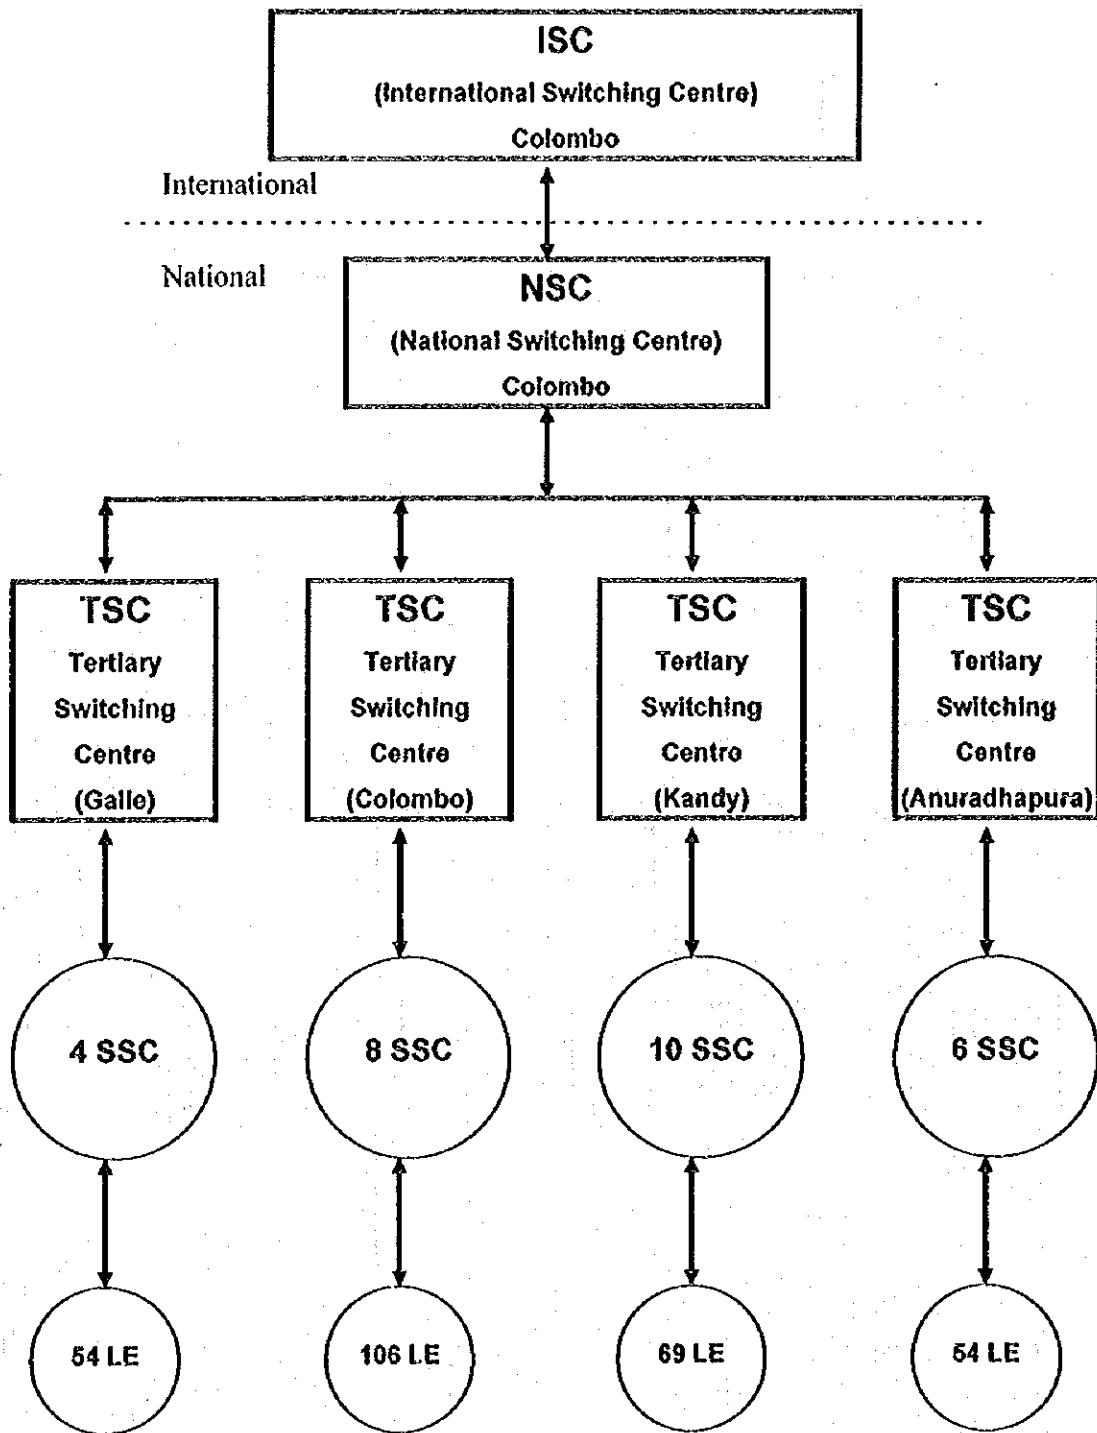 ISC
(International Switching Centre)
Colombo
International
National
NSC
(National Switching Centre)
Colombo
TSC
Tertiary
Switching
Centre
(Galle)
TSC
Tertiary
Switching
Centre
(Colombo)
TSC
Tertiary
Switching
Centre
(Kandy)
TSC
Tertiary
Switching
Centre
(Anuradhapura)
4 SSC
8 SSC
10 SSC
6 SSC
54 LE
106 LE
69 LE
54 LE